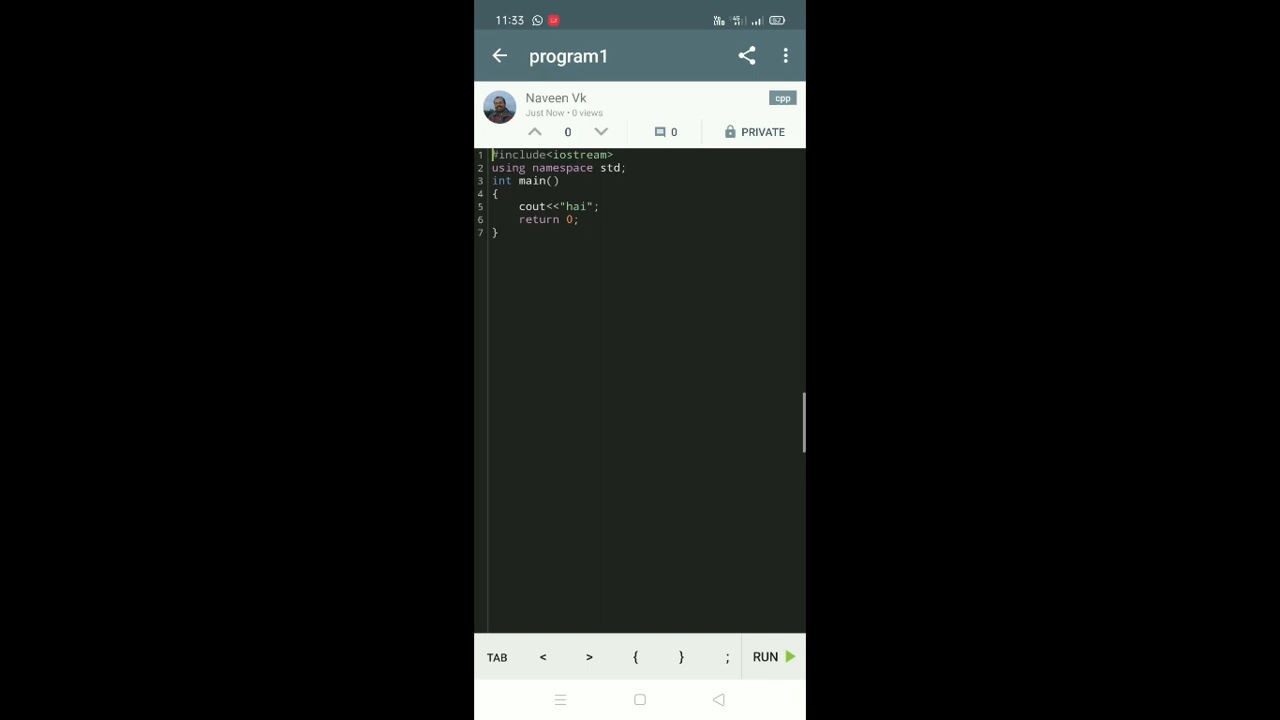 11:33
program1
Naveen Vk
cpp
Just Now • 0 views
0
0
PRIVATE
1 #include<iostream>
2 using namespace std;
3 int main()
4 {
5     cout<<"hai";
6     return 0;
7 }
TAB < > { } ; RUN